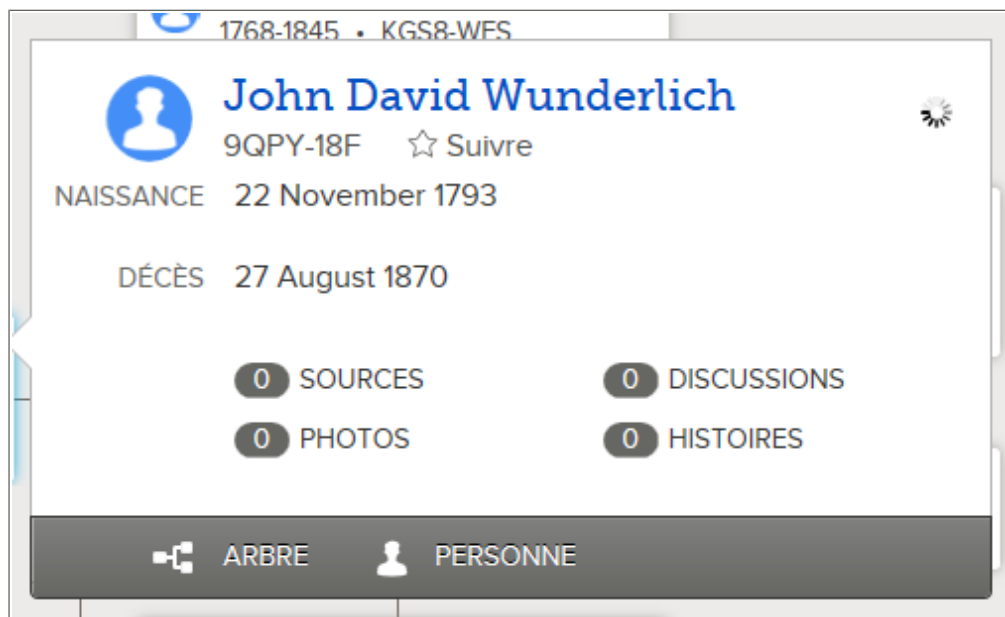 1768-1845 • KGS8-WFS
John David Wunderlich
9QPY-18F ☆ Suivre
NAISSANCE 22 November 1793
DÉCÈS 27 August 1870
0 SOURCES 0 DISCUSSIONS
0 PHOTOS 0 HISTOIRES
ARBRE PERSONNE